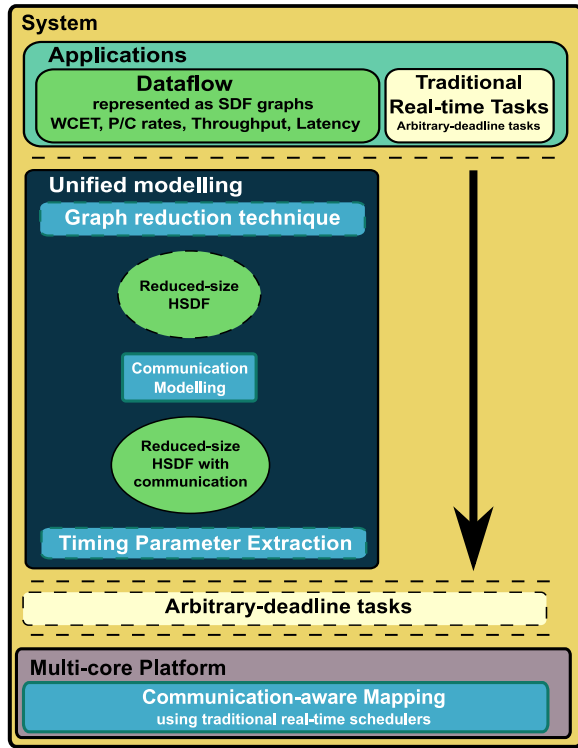 System
Applications
Dataflow
represented as SDF graphs
WCET, P/C rates, Throughput, Latency
Traditional
Real-time Tasks
Arbitrary-deadline tasks
Unified modelling
Graph reduction technique
Reduced-size
HSDF
Communication
Modelling
Reduced-size
HSDF with
communication
Timing Parameter Extraction
Arbitrary-deadline tasks
Multi-core Platform
Communication-aware Mapping
using traditional real-time schedulers